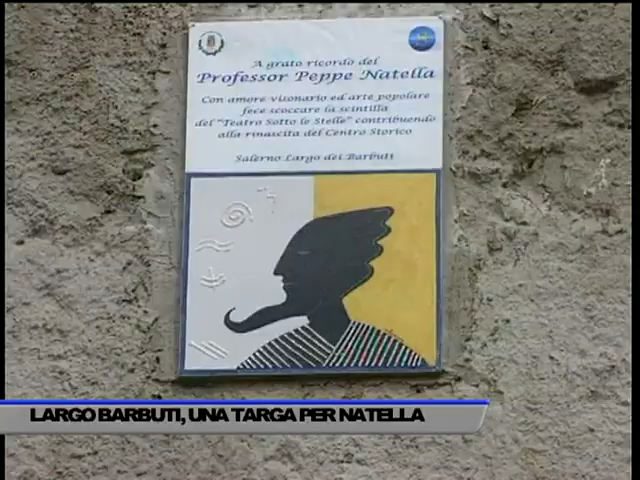 A grato ricordo del
Professor Peppe Natella
Con amore visionario ed arte popolare
fece scoccare la scintilla
del "Teatro Sotto le Stelle" contribuendo
alla rinascita del Centro Storico
Salerno Largo dei Barbuti
LARGO BARBUTI, UNA TARGA PER NATELLA